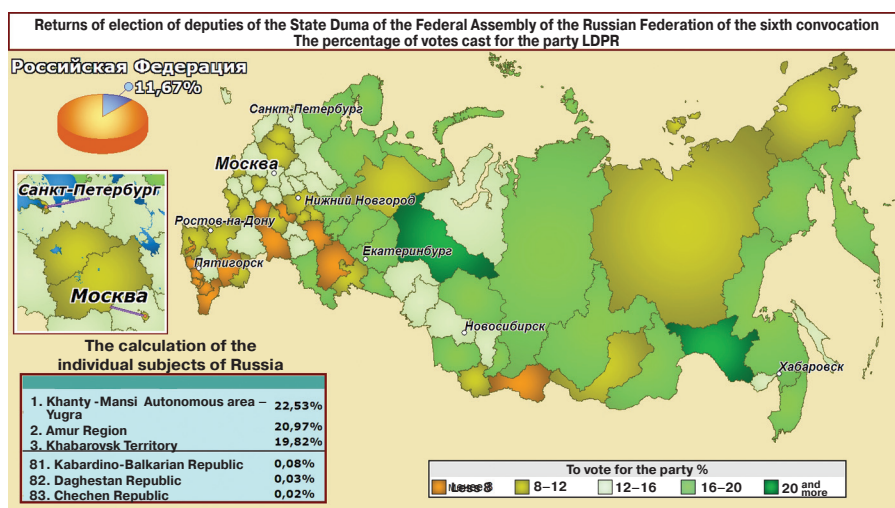 Returns of election of deputies of the State Duma of the Federal Assembly of the Russian Federation of the sixth convocation
The percentage of votes cast for the party LDPR
Российская Федерация
11,67%
Санкт-Петербург
Москва
Нижний Новгород
Ростов-на-Дону
Пятигорск
Екатеринбург
Новосибирск
Хабаровск
Санкт-Петербург
Москва
The calculation of the
individual subjects of Russia
1. Khanty -Mansi Autonomous area – 22,53%
Yugra
2. Amur Region 20,97%
3. Khabarovsk Territory 19,82%
81. Kabardino-Balkarian Republic 0,08%
82. Daghestan Republic 0,03%
83. Chechen Republic 0,02%
To vote for the party %
Less 8 8–12 12–16 16–20 20 and more